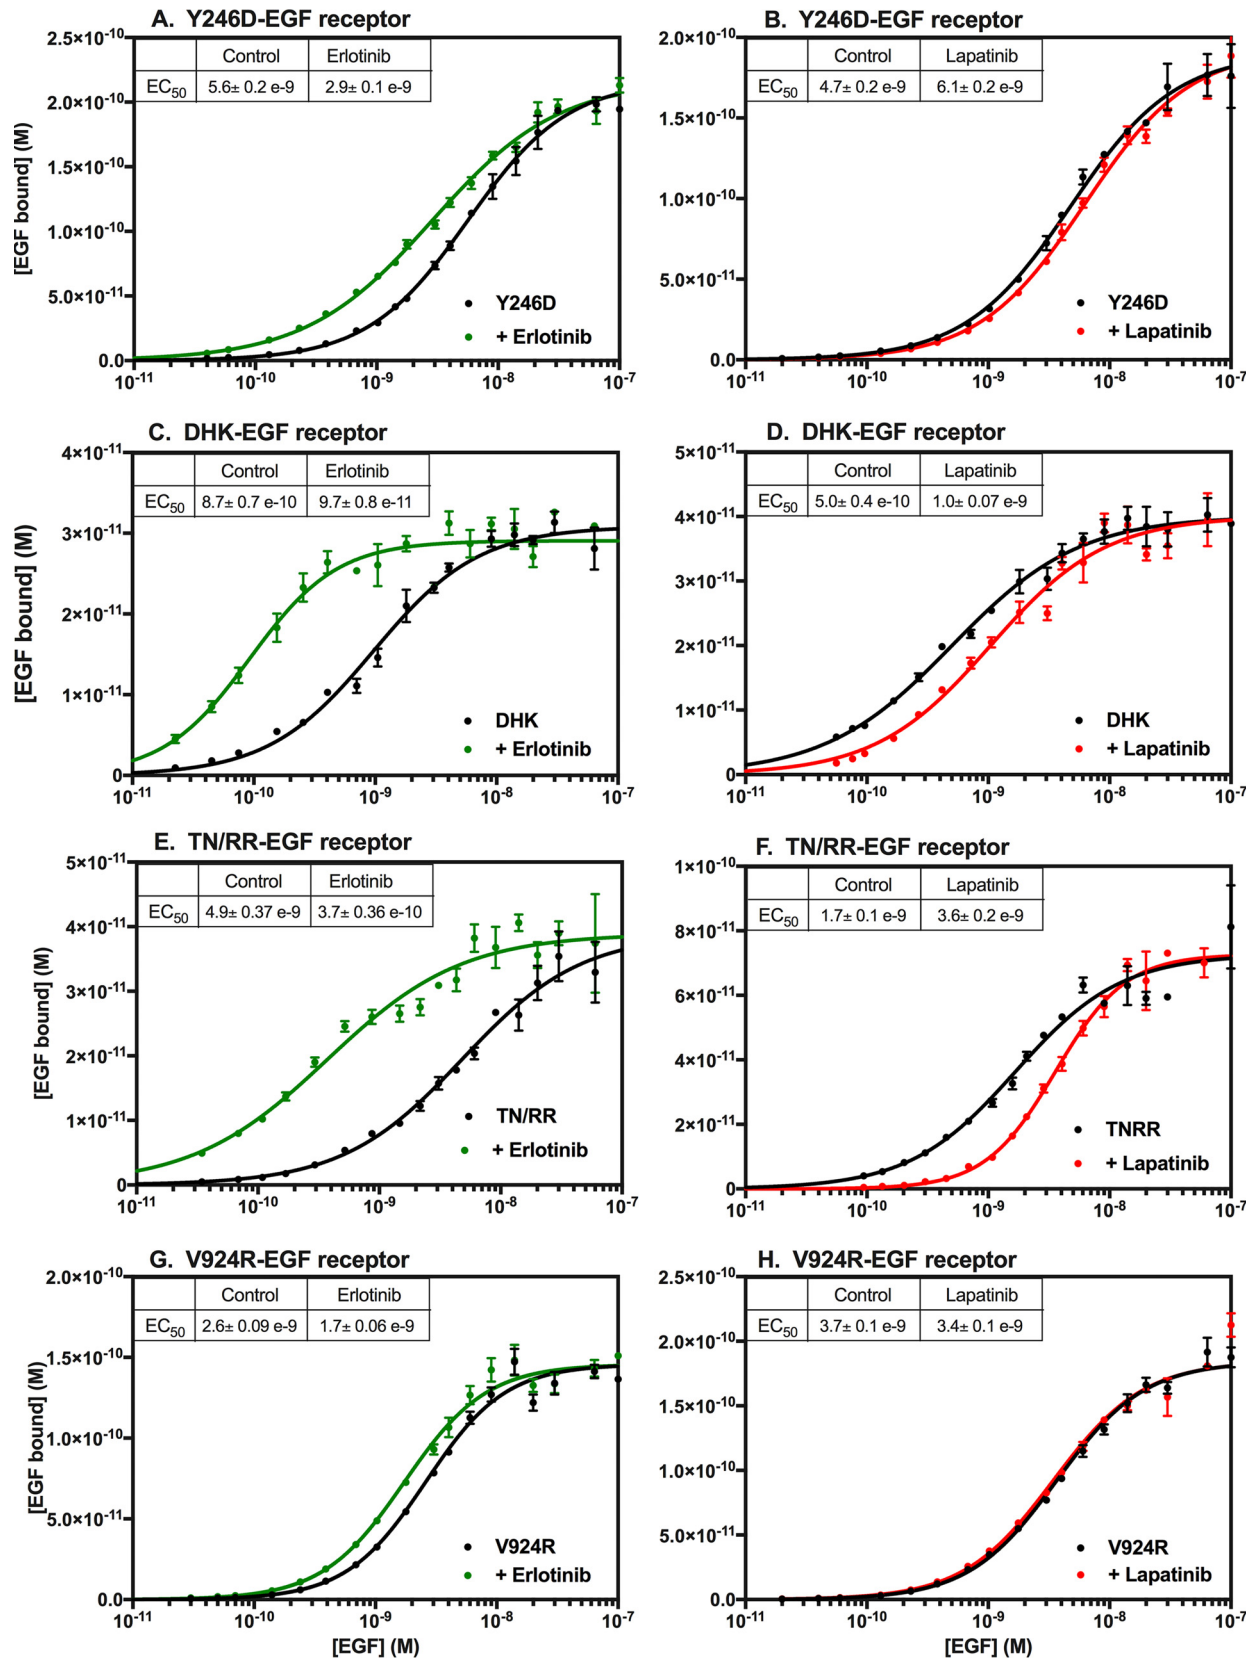 A. Y246D-EGF receptor
Control Erlotinib
EC50 5.6± 0.2 e-9 2.9± 0.1 e-9
[EGF bound] (M)
2.5×10-10
2.0×10-10
1.5×10-10
1.0×10-10
5.0×10-11
0.0
Y246D
+ Erlotinib
10-11 10-10 10-9 10-8 10-7
B. Y246D-EGF receptor
Control Lapatinib
EC50 4.7± 0.2 e-9 6.1± 0.2 e-9
2.0×10-10
1.5×10-10
1.0×10-10
5.0×10-11
0.0
Y246D
+ Lapatinib
10-11 10-10 10-9 10-8 10-7
C. DHK-EGF receptor
Control Erlotinib
EC50 8.7± 0.7 e-10 9.7± 0.8 e-11
[EGF bound] (M)
4×10-11
3×10-11
2×10-11
1×10-11
0
DHK
+ Erlotinib
10-11 10-10 10-9 10-8 10-7
D. DHK-EGF receptor
Control Lapatinib
EC50 5.0± 0.4 e-10 1.0± 0.07 e-9
5×10-11
4×10-11
3×10-11
2×10-11
1×10-11
0
DHK
+ Lapatinib
10-11 10-10 10-9 10-8 10-7
E. TN/RR-EGF receptor
Control Erlotinib
EC50 4.9± 0.37 e-9 3.7± 0.36 e-10
[EGF bound] (M)
5×10-11
4×10-11
3×10-11
2×10-11
1×10-11
0
TN/RR
+ Erlotinib
10-11 10-10 10-9 10-8 10-7
F. TN/RR-EGF receptor
Control Lapatinib
EC50 1.7± 0.1 e-9 3.6± 0.2 e-9
1×10-10
8×10-11
6×10-11
4×10-11
2×10-11
0
TNRR
+ Lapatinib
10-11 10-10 10-9 10-8 10-7
G. V924R-EGF receptor
Control Erlotinib
EC50 2.6± 0.09 e-9 1.7± 0.06 e-9
[EGF bound] (M)
2.0×10-10
1.5×10-10
1.0×10-10
5.0×10-11
0.0
V924R
+ Erlotinib
10-11 10-10 10-9 10-8 10-7
[EGF] (M)
H. V924R-EGF receptor
Control Lapatinib
EC50 3.7± 0.1 e-9 3.4± 0.1 e-9
2.5×10-10
2.0×10-10
1.5×10-10
1.0×10-10
5.0×10-11
0.0
V924R
+ Lapatinib
10-11 10-10 10-9 10-8 10-7
[EGF] (M)